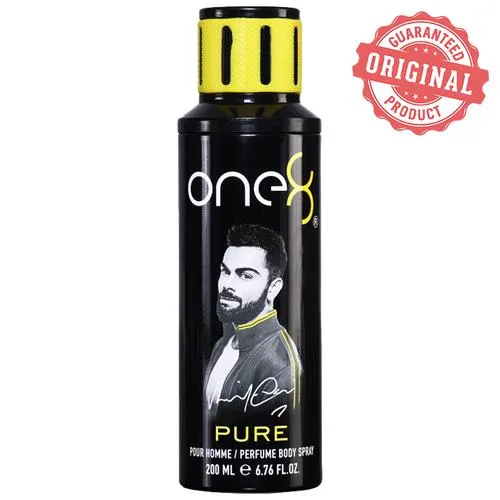 GUARANTEED
ORIGINAL
PRODUCT
one8
®
PURE
POUR HOMME / PERFUME BODY SPRAY
200 ML ℮ 6.76 FL.OZ.